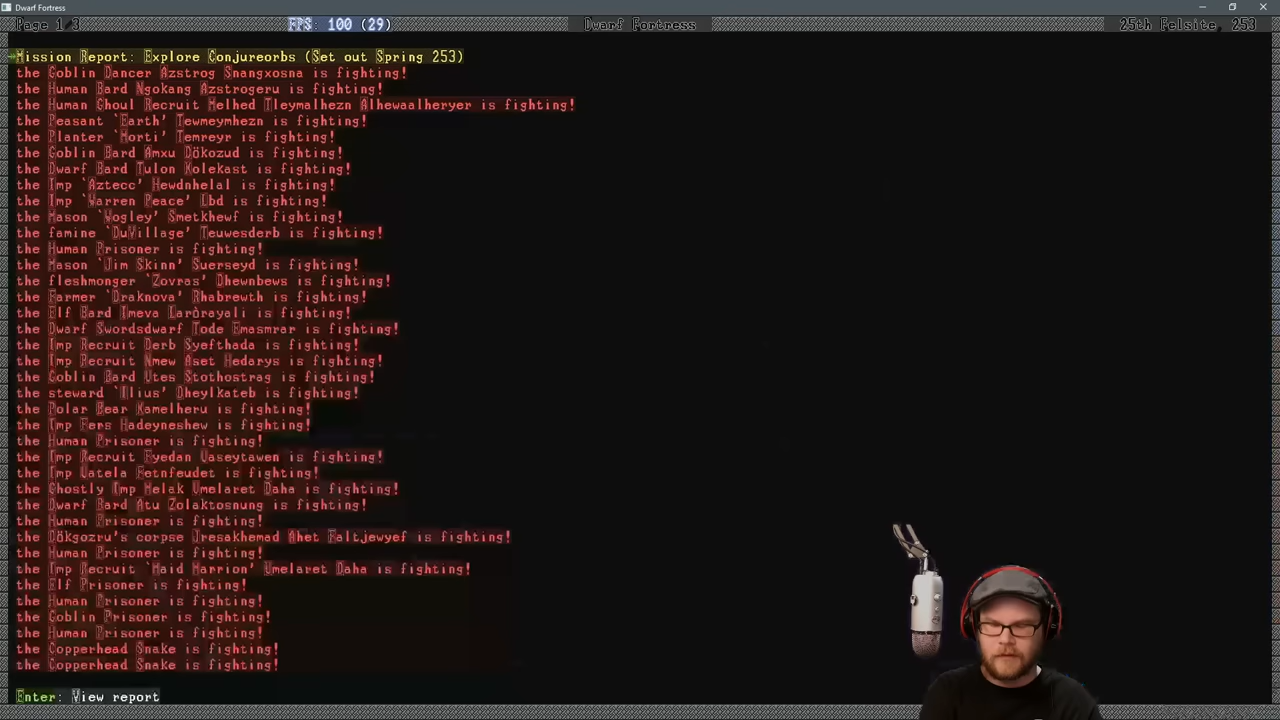 Dwarf Fortress
Page 1/3 FPS: 100 (29) Dwarf Fortress 25th Felsite, 253
Mission Report: Explore Conjureorbs (Set out Spring 253)
the Goblin Dancer Azstrog Snangxosna is fighting!
the Human Bard Ngokang Azstrogeru is fighting!
the Human Ghoul Recruit Melhed Tleymalhezn Alhewaalheryer is fighting!
the Peasant `Earth' Tewmeymhezn is fighting!
the Planter `Morti' Temreyr is fighting!
the Goblin Bard Amxu Dökozud is fighting!
the Dwarf Bard Tulon Kolekast is fighting!
the Imp `Aztecc' Hewdnhelal is fighting!
the Imp `Warren Peace' Ubd is fighting!
the Mason `Wogley' Smetkhewf is fighting!
the famine `DuVillage' Teuwesderb is fighting!
the Human Prisoner is fighting!
the Mason `Jim Skinn' Suerseyd is fighting!
the fleshmonger `Zovras' Dhewnbews is fighting!
the Farmer `Draknova' Rhabrewth is fighting!
the Elf Bard Imeva Larörayali is fighting!
the Dwarf Swordsdwarf Tode Emasmrar is fighting!
the Imp Recruit Derb Syefthada is fighting!
the Imp Recruit Nmew Aset Hedarys is fighting!
the Goblin Bard Utes Stothostrag is fighting!
the steward `Ilius' Dheylkateb is fighting!
the Polar Bear Kamelheru is fighting!
the Imp Fers Hadeyneshew is fighting!
the Human Prisoner is fighting!
the Imp Recruit Eyedan Uaseytawen is fighting!
the Imp Uatela Fetnfeudet is fighting!
the Ghostly Imp Melak Umelaret Daha is fighting!
the Dwarf Bard Atu Zolaktosnung is fighting!
the Human Prisoner is fighting!
the Dökgozru's corpse Jresakhemad Ahet Faltjewyef is fighting!
the Human Prisoner is fighting!
the Imp Recruit `Maid Marrion' Umelaret Daha is fighting!
the Elf Prisoner is fighting!
the Human Prisoner is fighting!
the Goblin Prisoner is fighting!
the Human Prisoner is fighting!
the Copperhead Snake is fighting!
the Copperhead Snake is fighting!
Enter: View report